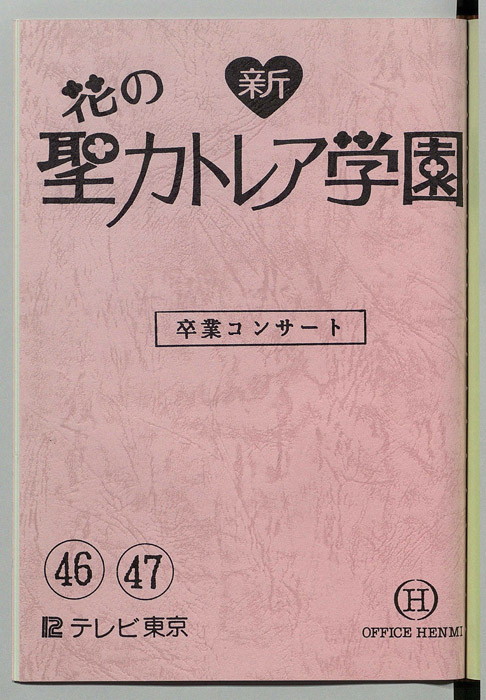 花の
新
聖カトレア学園
卒業コンサート
46 47
12 テレビ東京
H
OFFICE HENMI